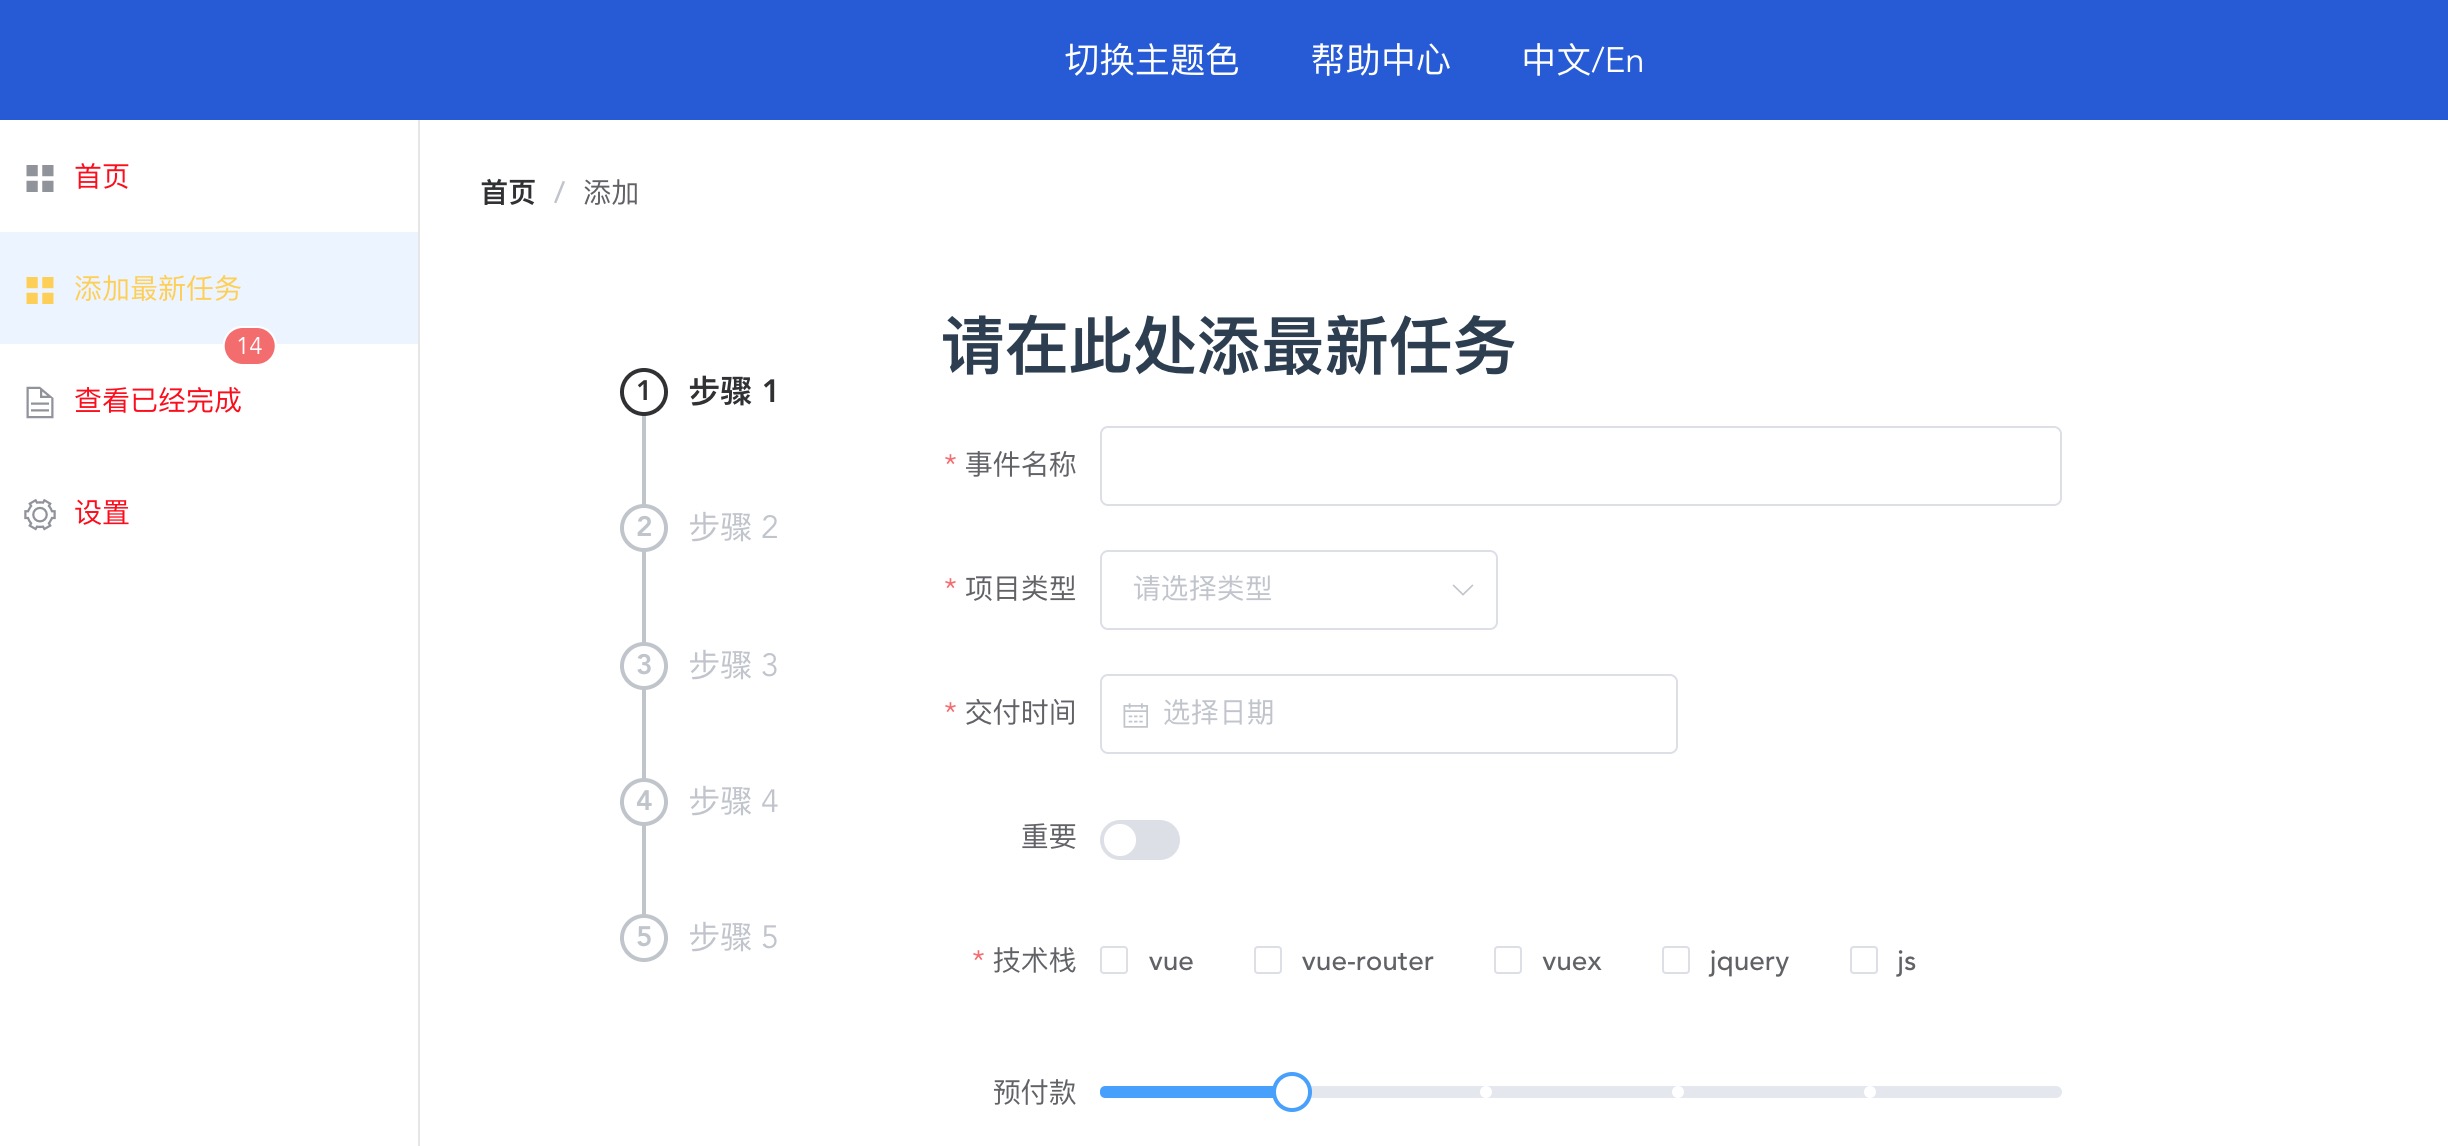 切换主题色 帮助中心 中文/En
首页
添加最新任务
14
查看已经完成
设置
首页 / 添加
1 步骤 1
2 步骤 2
3 步骤 3
4 步骤 4
5 步骤 5
请在此处添最新任务
* 事件名称
* 项目类型 请选择类型
* 交付时间 选择日期
重要
* 技术栈 vue vue-router vuex jquery js
预付款